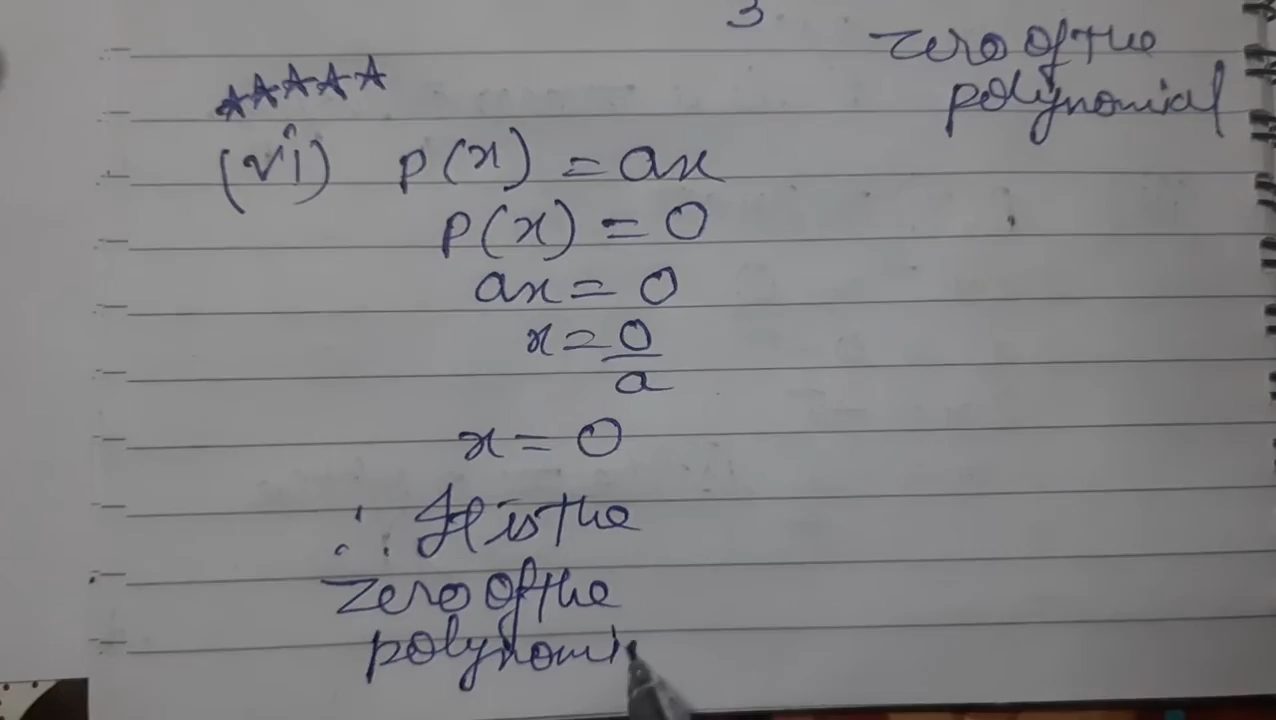 3
zero of the
polynomial
☆☆☆☆☆
(vi) P(x) = ax
P(x) = 0
ax = 0
x = 0/a
x = 0
∴ It is the
zero of the
polynomi